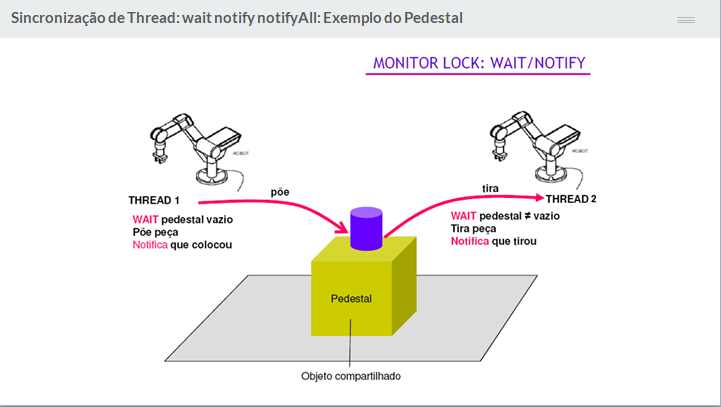 Sincronização de Thread: wait notify notifyAll: Exemplo do Pedestal
MONITOR LOCK: WAIT/NOTIFY
ROBOT
ROBOT
põe
tira
THREAD 1
THREAD 2
WAIT pedestal vazio
Põe peça
Notifica que colocou
WAIT pedestal ≠ vazio
Tira peça
Notifica que tirou
Pedestal
Objeto compartilhado